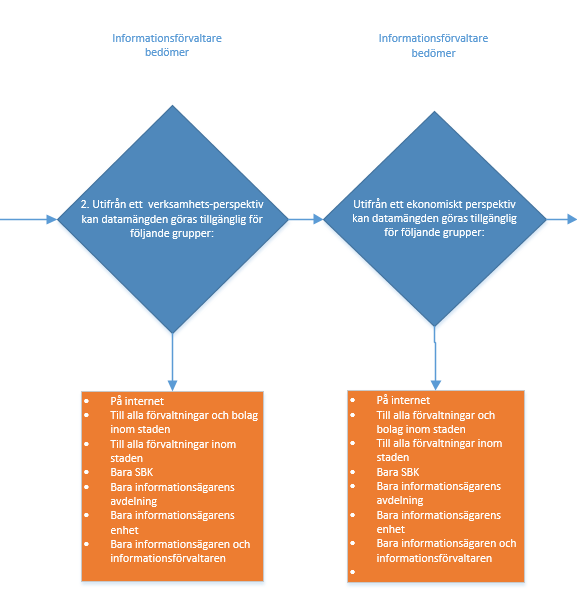 Informationsförvaltare
bedömer
2. Utifrån ett  verksamhets-perspektiv
kan datamängden göras tillgänglig för
följande grupper:
• På internet
• Till alla förvaltningar och bolag
inom staden
• Till alla förvaltningar inom
staden
• Bara SBK
• Bara informationsägarens
avdelning
• Bara informationsägarens
enhet
• Bara informationsägaren och
informationsförvaltaren
Informationsförvaltare
bedömer
Utifrån ett ekonomiskt perspektiv
kan datamängden göras tillgänglig
för följande grupper:
• På internet
• Till alla förvaltningar och
bolag inom staden
• Till alla förvaltningar inom
staden
• Bara SBK
• Bara informationsägarens
avdelning
• Bara informationsägarens
enhet
• Bara informationsägaren och
informationsförvaltaren
•